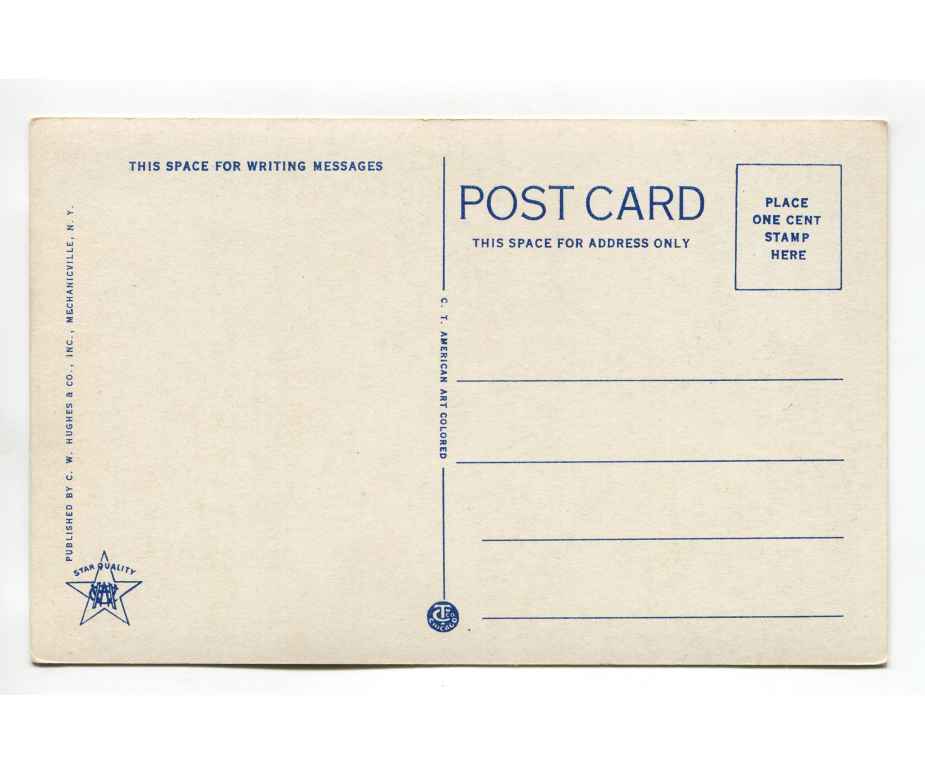 THIS SPACE FOR WRITING MESSAGES
POST CARD
THIS SPACE FOR ADDRESS ONLY
PLACE
ONE CENT
STAMP
HERE
PUBLISHED BY C. W. HUGHES & CO., INC., MECHANICVILLE, N. Y.
C. T. AMERICAN ART COLORED
STAR QUALITY
CHICAGO